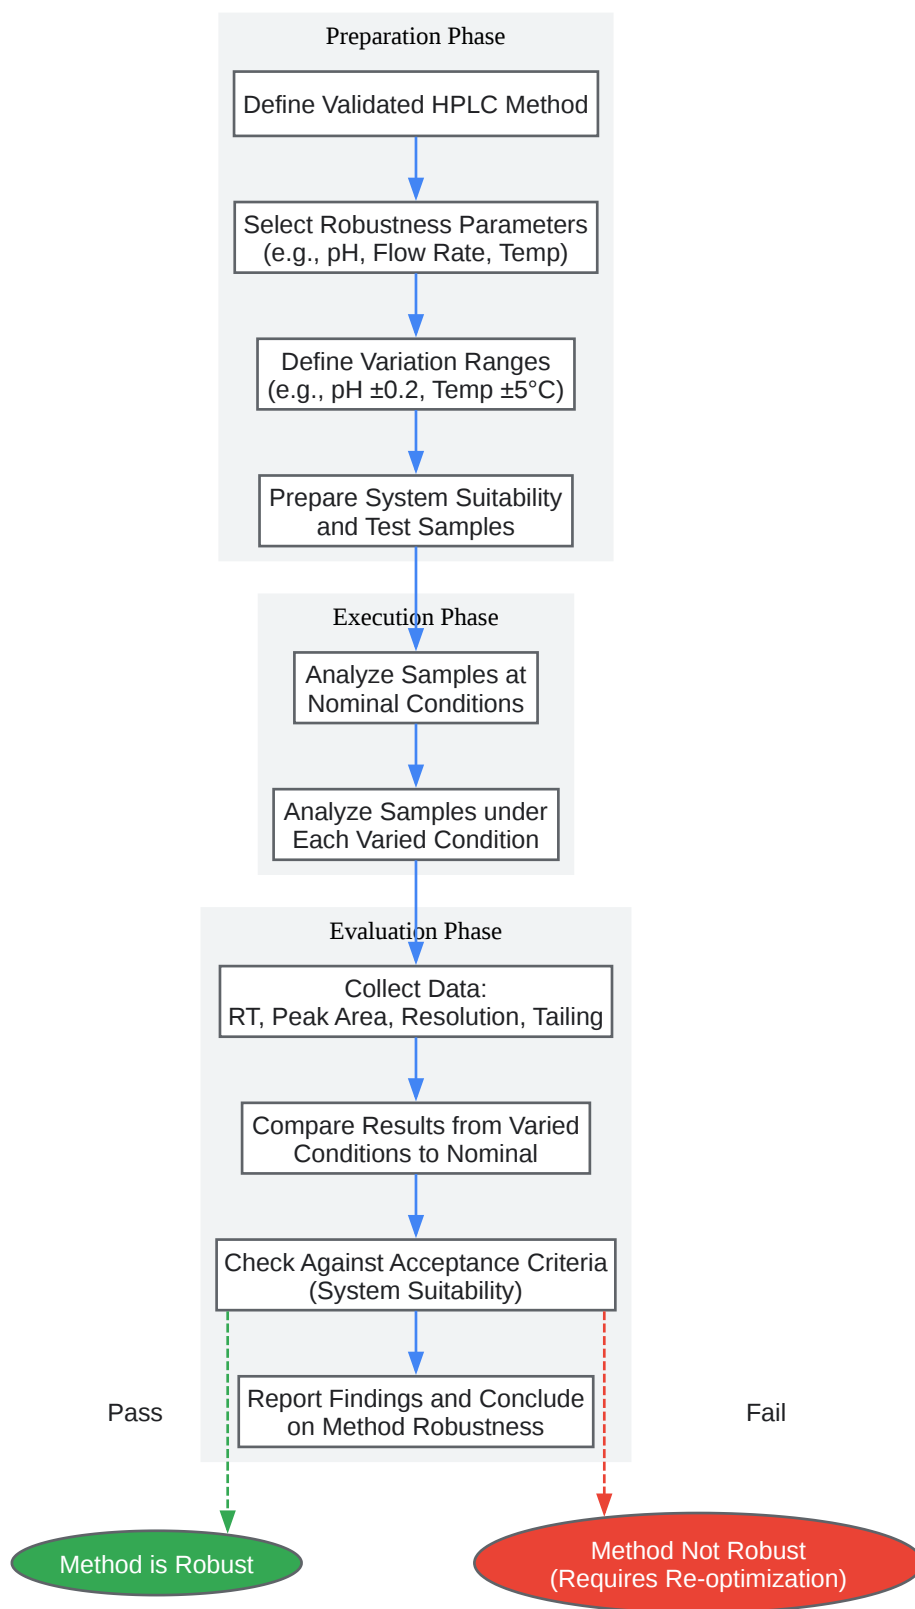 Preparation Phase
Define Validated HPLC Method
Select Robustness Parameters
(e.g., pH, Flow Rate, Temp)
Define Variation Ranges
(e.g., pH ±0.2, Temp ±5°C)
Prepare System Suitability
and Test Samples
Execution Phase
Analyze Samples at
Nominal Conditions
Analyze Samples under
Each Varied Condition
Evaluation Phase
Collect Data:
RT, Peak Area, Resolution, Tailing
Compare Results from Varied
Conditions to Nominal
Check Against Acceptance Criteria
(System Suitability)
Report Findings and Conclude
on Method Robustness
Pass
Fail
Method is Robust
Method Not Robust
(Requires Re-optimization)